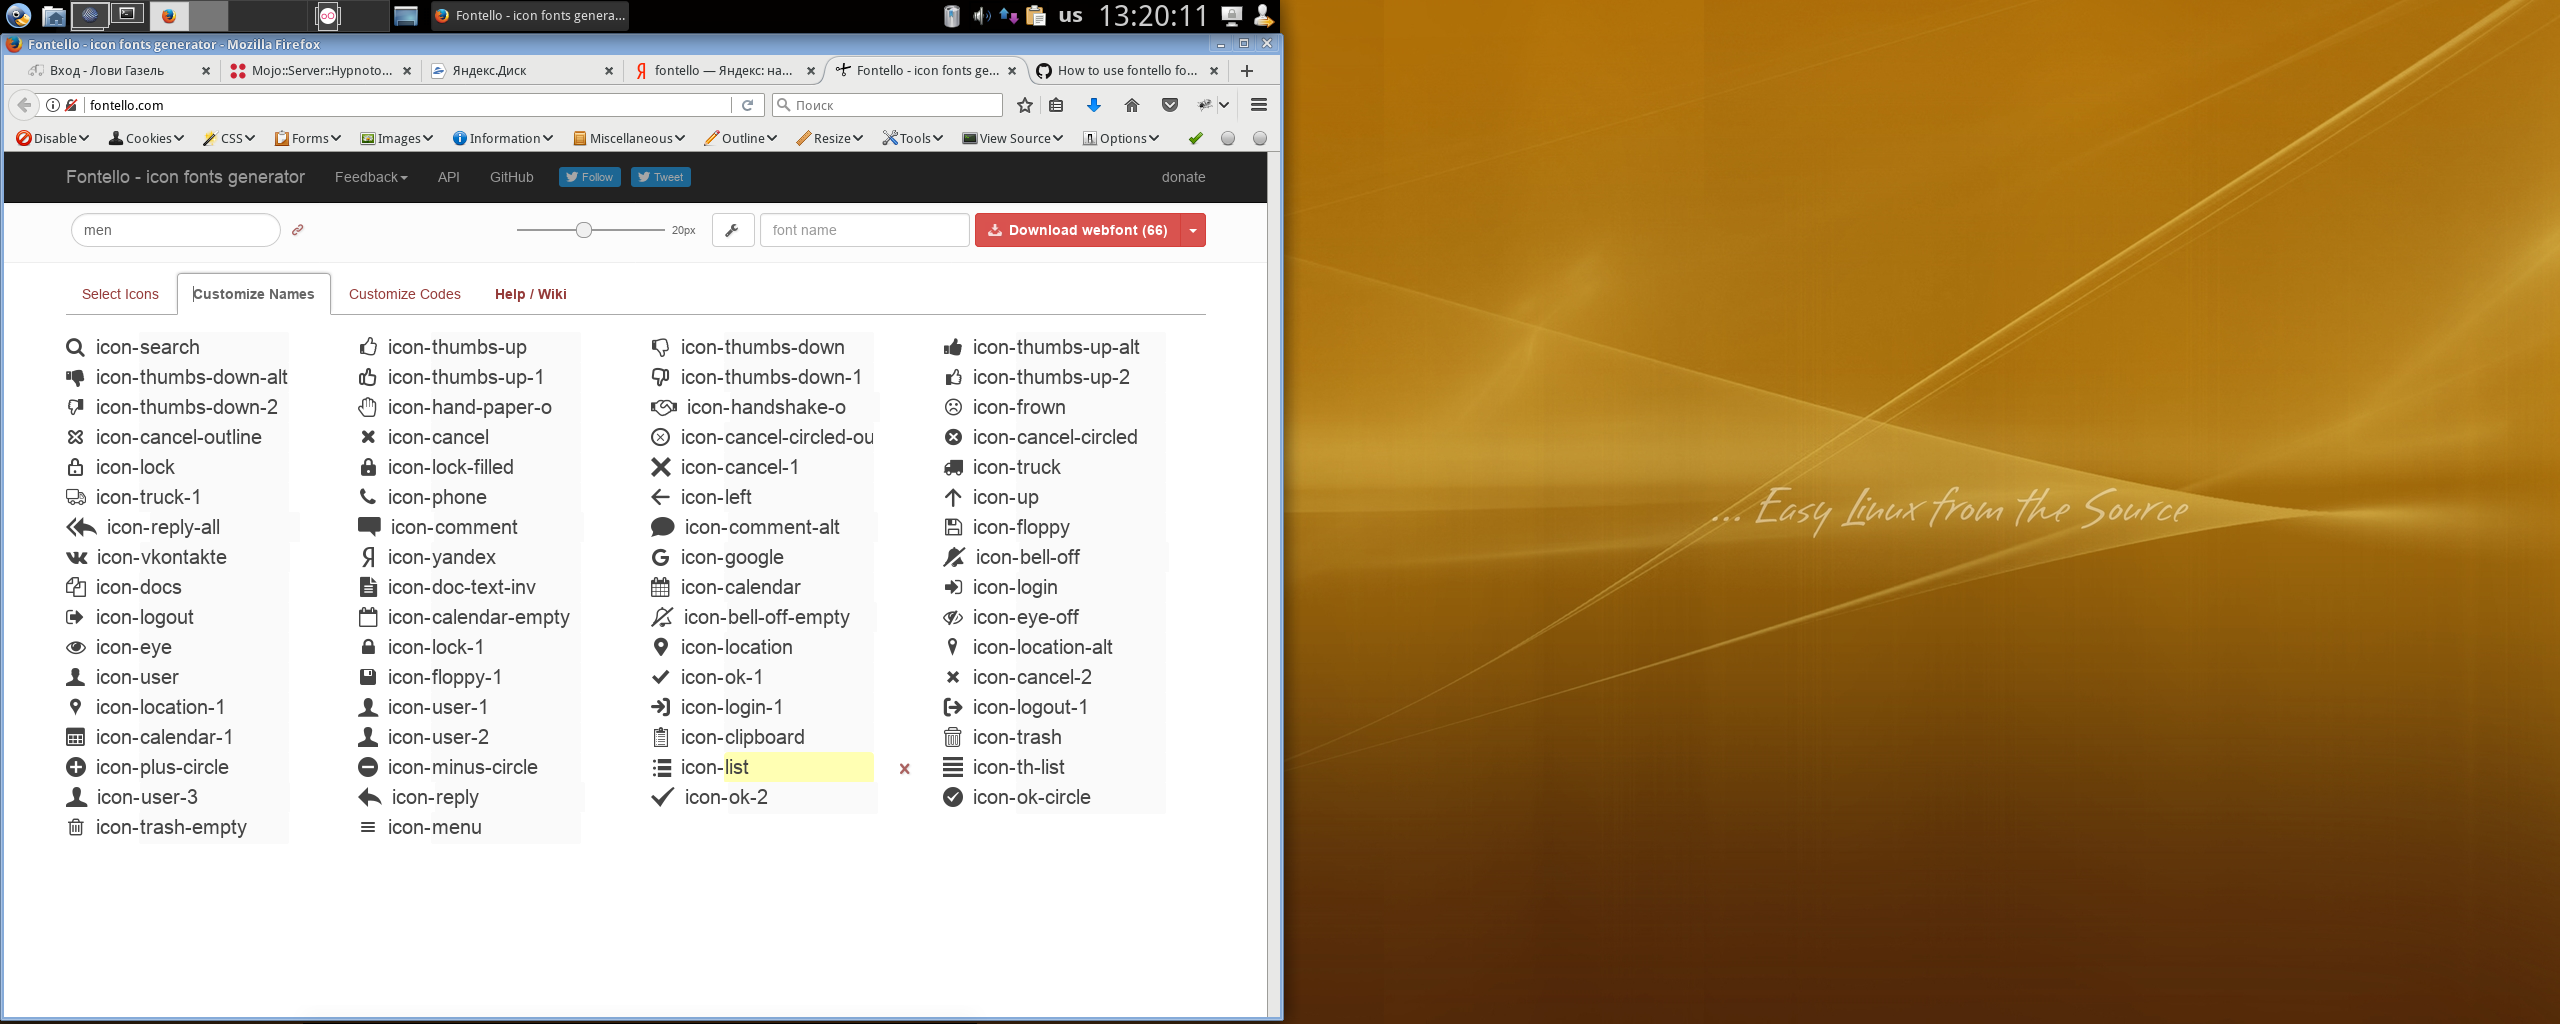 Fontello - icon fonts genera...
us
13:20:11
Fontello - icon fonts generator - Mozilla Firefox
Вход - Лови Газель
Mojo::Server::Hypnoto...
Яндекс.Диск
fontello — Яндекс: на...
Fontello - icon fonts ge...
How to use fontello fo...
fontello.com
Поиск
Disable
Cookies
CSS
Forms
Images
Information
Miscellaneous
Outline
Resize
Tools
View Source
Options
Fontello - icon fonts generator
Feedback
API
GitHub
Follow
Tweet
donate
men
20px
font name
Download webfont (66)
Select Icons
Customize Names
Customize Codes
Help / Wiki
icon-search
icon-thumbs-up
icon-thumbs-down
icon-thumbs-up-alt
icon-thumbs-down-alt
icon-thumbs-up-1
icon-thumbs-down-1
icon-thumbs-up-2
icon-thumbs-down-2
icon-hand-paper-o
icon-handshake-o
icon-frown
icon-cancel-outline
icon-cancel
icon-cancel-circled-ou
icon-cancel-circled
icon-lock
icon-lock-filled
icon-cancel-1
icon-truck
icon-truck-1
icon-phone
icon-left
icon-up
icon-reply-all
icon-comment
icon-comment-alt
icon-floppy
icon-vkontakte
icon-yandex
icon-google
icon-bell-off
icon-docs
icon-doc-text-inv
icon-calendar
icon-login
icon-logout
icon-calendar-empty
icon-bell-off-empty
icon-eye-off
icon-eye
icon-lock-1
icon-location
icon-location-alt
icon-user
icon-floppy-1
icon-ok-1
icon-cancel-2
icon-location-1
icon-user-1
icon-login-1
icon-logout-1
icon-calendar-1
icon-user-2
icon-clipboard
icon-trash
icon-plus-circle
icon-minus-circle
icon-list
icon-th-list
icon-user-3
icon-reply
icon-ok-2
icon-ok-circle
icon-trash-empty
icon-menu
... Easy Linux from the Source